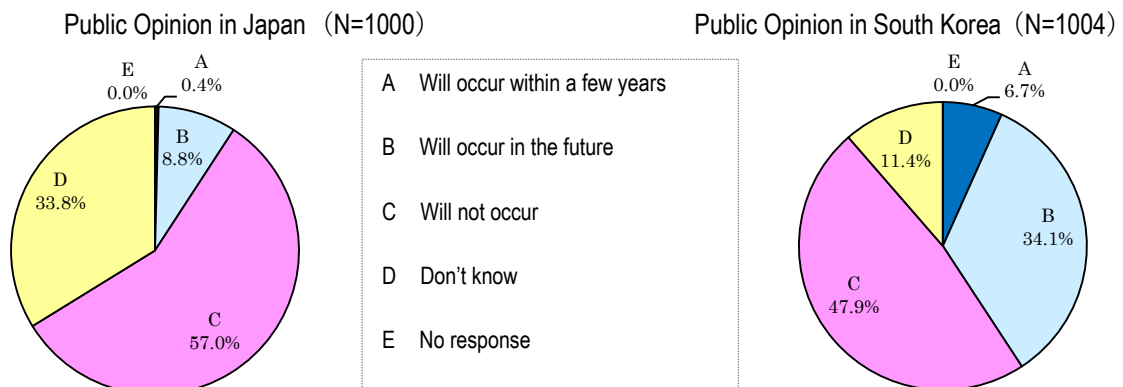 Public Opinion in Japan（N=1000）
E
0.0%
A
0.4%
B
8.8%
D
33.8%
C
57.0%
A Will occur within a few years
B Will occur in the future
C Will not occur
D Don’t know
E No response
Public Opinion in South Korea（N=1004）
E
0.0%
A
6.7%
D
11.4%
B
34.1%
C
47.9%